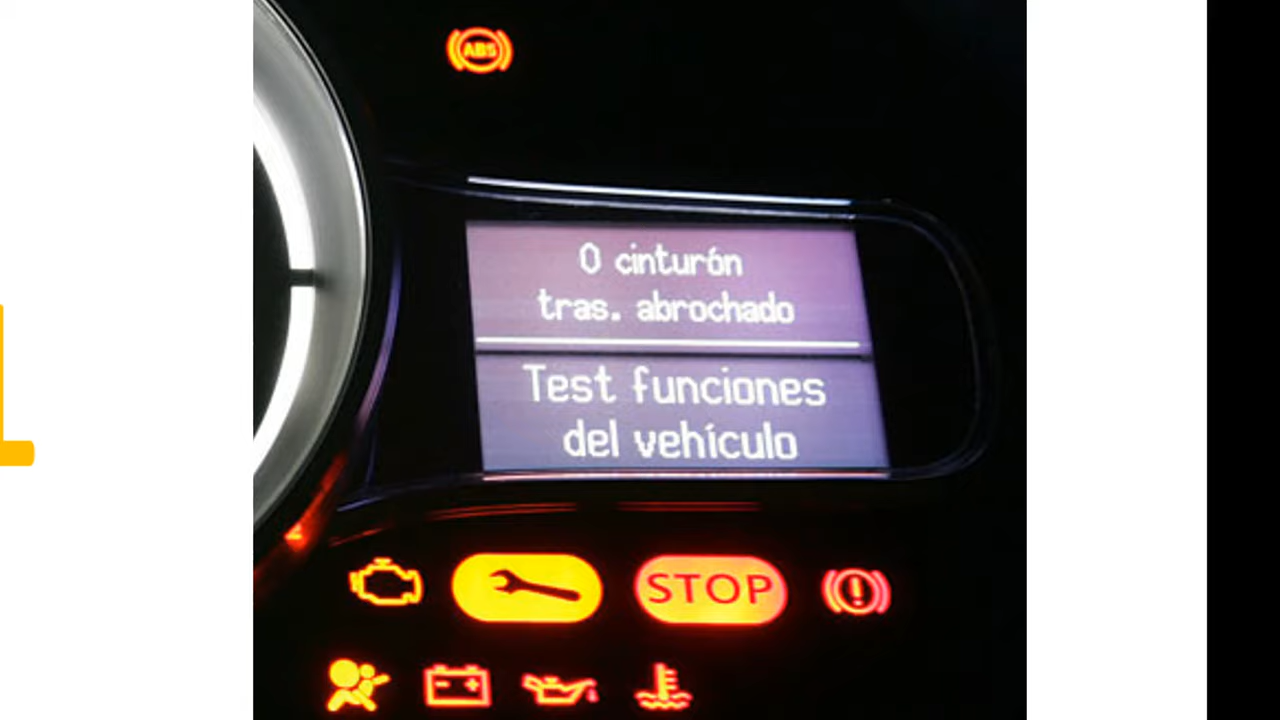 ABS
0 cinturón
tras. abrochado
Test funciones
del vehículo
STOP